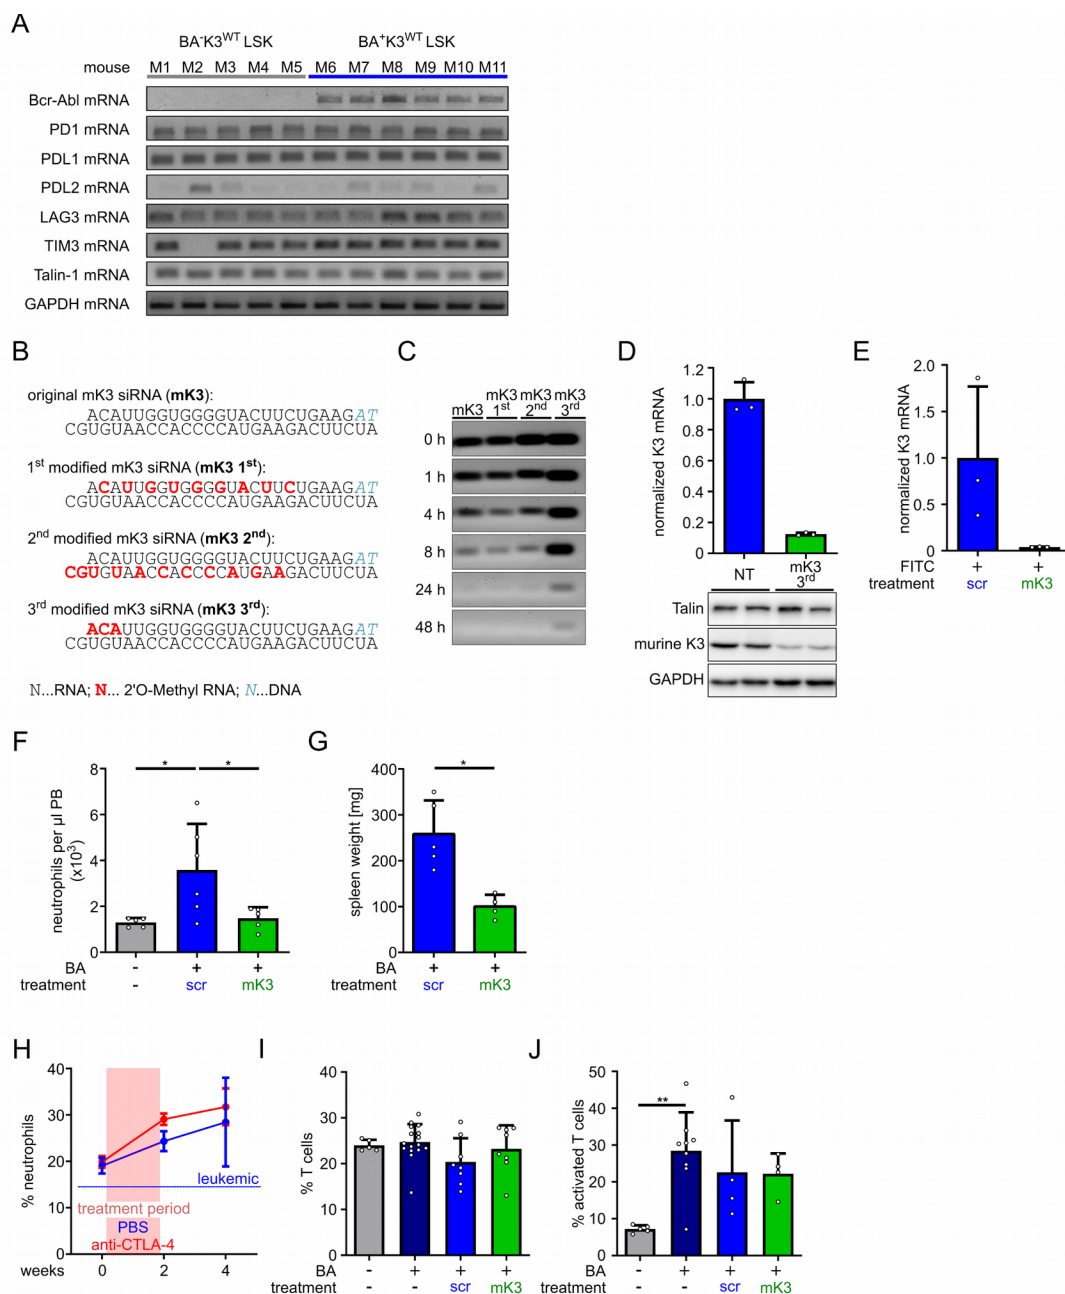 A
BA⁻K3ᵂᵀ LSK BA⁺K3ᵂᵀ LSK
mouse M1 M2 M3 M4 M5 M6 M7 M8 M9 M10 M11
Bcr-Abl mRNA
PD1 mRNA
PDL1 mRNA
PDL2 mRNA
LAG3 mRNA
TIM3 mRNA
Talin-1 mRNA
GAPDH mRNA
B
original mK3 siRNA (mK3):
ACAUUGGUGGGGUACUUCUGAAGAT
CGUGUAACCACCCCAUGAAGACUUCUA
1st modified mK3 siRNA (mK3 1st):
ACAUUGGUGGGGUACUUCUGAAGAT
CGUGUAACCACCCCAUGAAGACUUCUA
2nd modified mK3 siRNA (mK3 2nd):
ACAUUGGUGGGGUACUUCUGAAGAT
CGUGUAACCACCCCAUGAAGACUUCUA
3rd modified mK3 siRNA (mK3 3rd):
ACAUUGGUGGGGUACUUCUGAAGAT
CGUGUAACCACCCCAUGAAGACUUCUA
N...RNA; N... 2'O-Methyl RNA; N...DNA
C
mK3 mK3 1st mK3 2nd mK3 3rd
0 h
1 h
4 h
8 h
24 h
48 h
D
normalized K3 mRNA
1.2
1.0
0.8
0.6
0.4
0.2
0
NT mK3 3rd
Talin
murine K3
GAPDH
E
normalized K3 mRNA
2.0
1.5
1.0
0.5
0.0
FITC + +
treatment scr mK3
F
neutrophils per µl PB
(x10³)
8
6
4
2
0
* *
BA - + +
treatment - scr mK3
G
spleen weight [mg]
400
300
200
100
0
*
BA + +
treatment scr mK3
H
% neutrophils
40
30
20
10
0
leukemic
treatment period
PBS
anti-CTLA-4
weeks 0 2 4
I
% T cells
40
30
20
10
0
BA - + + +
treatment - - scr mK3
J
% activated T cells
50
40
30
20
10
0
**
BA - + + +
treatment - - scr mK3